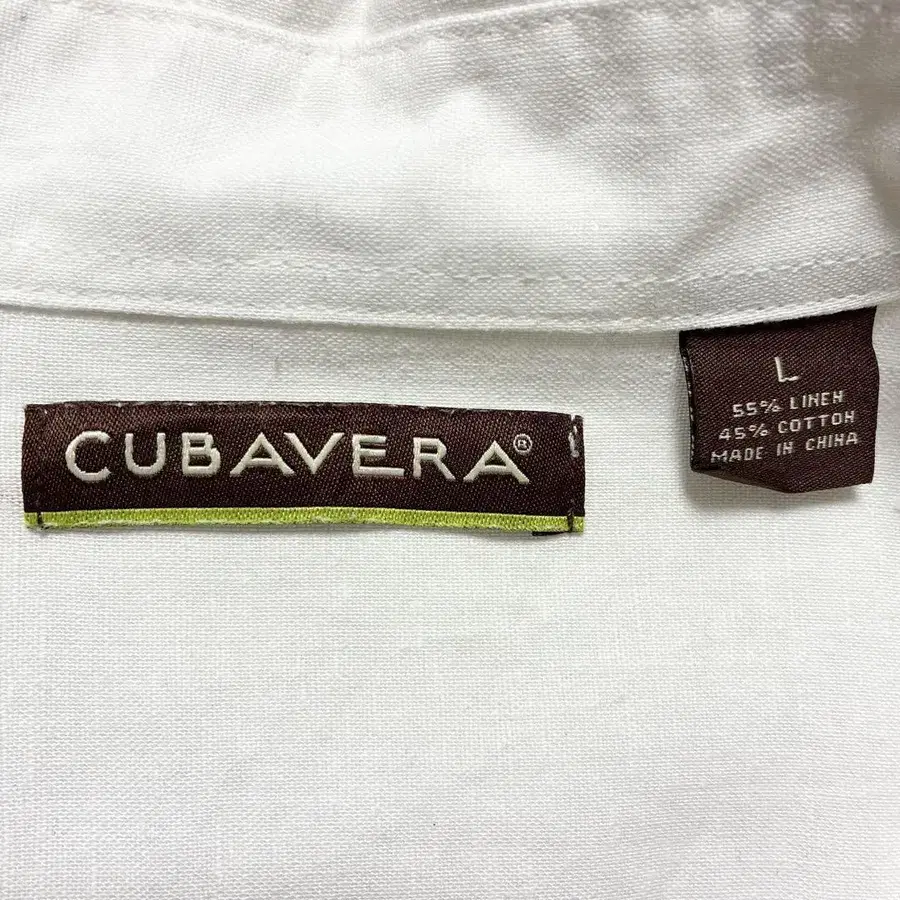 CUBAVERA®
L
55% LINEN
45% COTTON
MADE IN CHINA